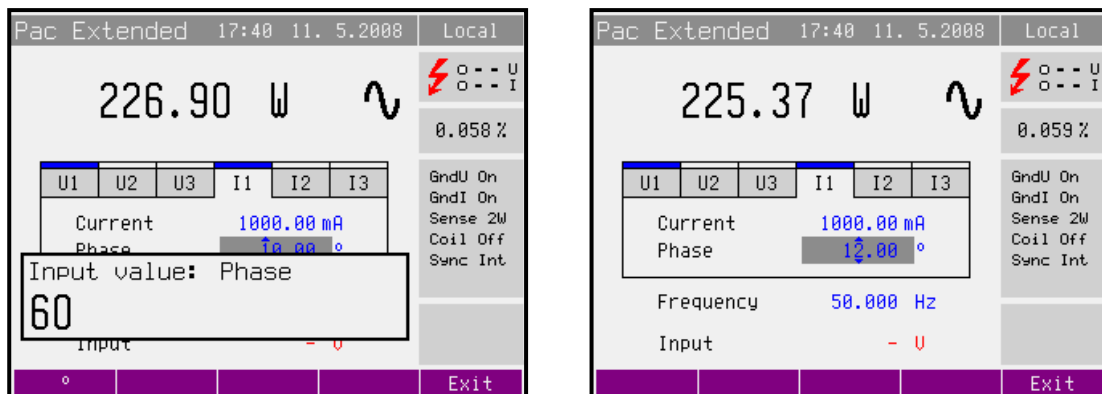 Pac Extended 17:40 11. 5.2008 Local
226.90 W
o - - U
o - - I
0.058 %
U1 U2 U3 I1 I2 I3
Current 1000.00 mA
Phase 10.00 °
Input value: Phase
60
Input - V
GndU On
GndI On
Sense 2W
Coil Off
Sync Int
° Exit
Pac Extended 17:40 11. 5.2008 Local
225.37 W
o - - U
o - - I
0.059 %
U1 U2 U3 I1 I2 I3
Current 1000.00 mA
Phase 12.00 °
Frequency 50.000 Hz
Input - V
GndU On
GndI On
Sense 2W
Coil Off
Sync Int
Exit